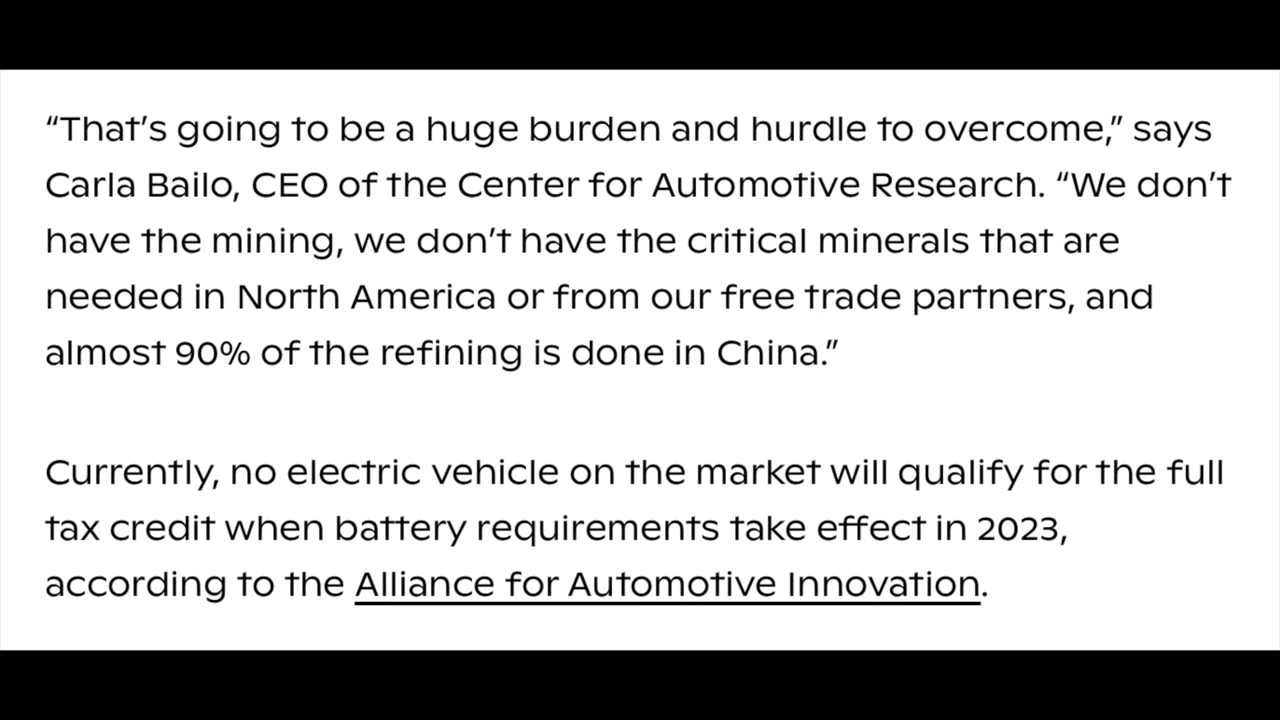 “That’s going to be a huge burden and hurdle to overcome,” says
Carla Bailo, CEO of the Center for Automotive Research. “We don’t
have the mining, we don’t have the critical minerals that are
needed in North America or from our free trade partners, and
almost 90% of the refining is done in China.”
Currently, no electric vehicle on the market will qualify for the full
tax credit when battery requirements take effect in 2023,
according to the Alliance for Automotive Innovation.